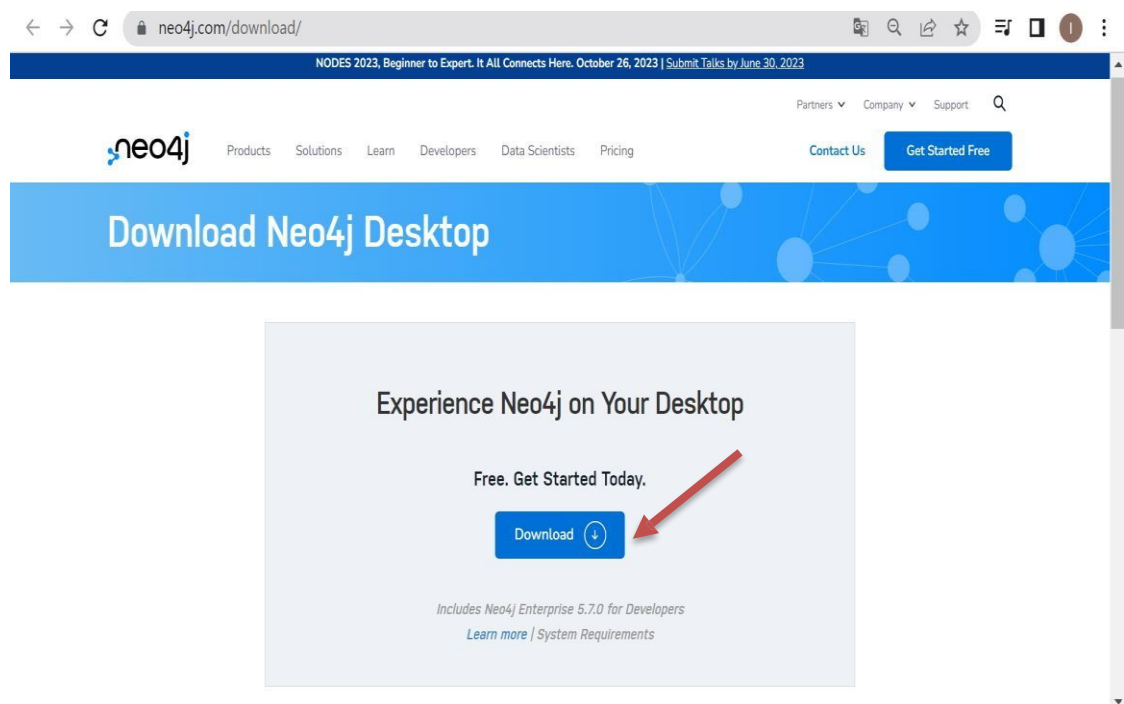 neo4j.com/download/
I
NODES 2023, Beginner to Expert. It All Connects Here. October 26, 2023 | Submit Talks by June 30, 2023
Partners Company Support
neo4j Products Solutions Learn Developers Data Scientists Pricing Contact Us Get Started Free
Download Neo4j Desktop
Experience Neo4j on Your Desktop
Free. Get Started Today.
Download
Includes Neo4j Enterprise 5.7.0 for Developers
Learn more | System Requirements